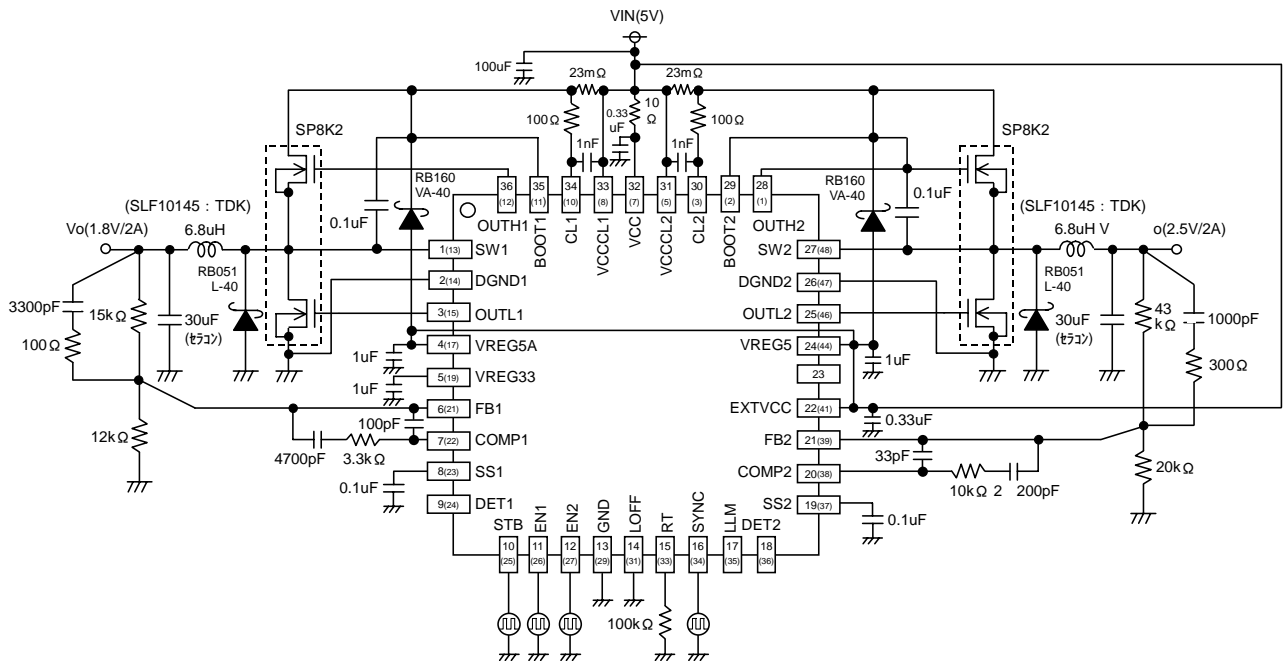 VIN(5V)
100uF
23mΩ
23mΩ
SP8K2
100Ω
0.33
uF
10
Ω
100Ω
SP8K2
1nF
1nF
RB160
VA-40
RB160
VA-40
0.1uF
0.1uF
36
(12)
35
(11)
34
(10)
33
(8)
32
(7)
31
(5)
30
(3)
29
(2)
28
(1)
OUTH1
BOOT1
CL1
VCCCL1
VCC
VCCCL2
CL2
BOOT2
OUTH2
(SLF10145 : TDK)
(SLF10145 : TDK)
Vo(1.8V/2A)
6.8uH
6.8uH V
o(2.5V/2A)
1(13)
SW1
SW2
27(48)
RB051
L-40
RB051
L-40
2(14)
DGND1
DGND2
26(47)
3300pF
15kΩ
30uF
(ｾﾗｺﾝ)
3(15)
OUTL1
OUTL2
25(46)
30uF
(ｾﾗｺﾝ)
43
kΩ
1000pF
100Ω
1uF
4(17)
VREG5A
VREG5
24(44)
1uF
300Ω
1uF
5(19)
VREG33
23
6(21)
FB1
EXTVCC
22(41)
0.33uF
12kΩ
100pF
7(22)
COMP1
FB2
21(39)
4700pF
3.3kΩ
33pF
8(23)
SS1
COMP2
20(38)
10kΩ 2
200pF
20kΩ
0.1uF
9(24)
DET1
SS2
19(37)
0.1uF
STB
EN1
EN2
GND
LOFF
RT
SYNC
LLM
DET2
10
(25)
11
(26)
12
(27)
13
(29)
14
(31)
15
(33)
16
(34)
17
(35)
18
(36)
100kΩ